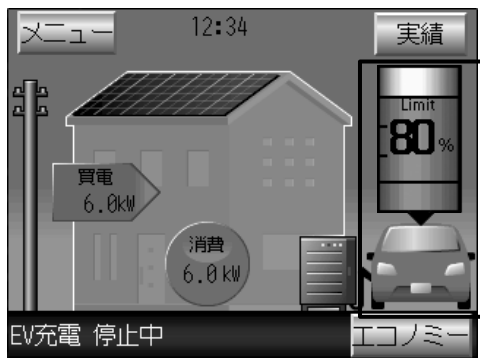 メニュー
12:34
実績
Limit
80%
買電
6.0kW
消費
6.0kW
EV充電 停止中
エコノミー